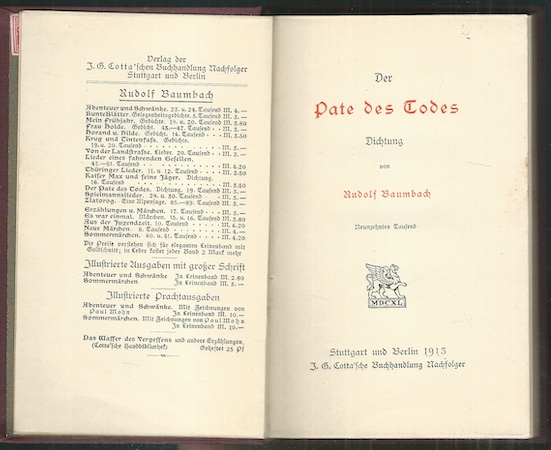 Verlag der
J. G. Cotta'schen Buchhandlung Nachfolger
Stuttgart und Berlin
Rudolf Baumbach
Abenteuer und Schwänke. 23. u. 24. Tausend M. 4.—
Bunte Blätter. Gelegenheitsgedichte. 5. Tausend M. 3.—
Mein Frühjahr. Gedichte. 19. u. 20. Tausend M. 3.80
Frau Holde. Gedicht. 45.—47. Tausend M. 3.—
Horand u. Hilde. Gedicht. 14. Tausend M. 3.50
Krug und Tintenfaß. Gedichte.
19. u. 20. Tausend M. 3.—
Von der Landstraße. Lieder. 20. Tausend M. 3.—
Lieder eines fahrenden Gesellen.
47.—51. Tausend M. 4.20
Thüringer Lieder. 11. u. 12. Tausend M. 3.50
Kaiser Max und seine Jäger. Dichtung.
16. Tausend M. 3.50
Der Pate des Todes. Dichtung. 19. Tausend M. 3.—
Spielmannslieder. 29. u. 30. Tausend M. 3.—
Zlatorog. Eine Alpensage. 85.—89. Tausend M. 3.—
Erzählungen u. Märchen. 17. Tausend M. 3.—
Es war einmal. Märchen. 15. u. 16. Tausend M. 3.80
Aus der Jugendzeit. 10. Tausend M. 6.20
Neue Märchen. 8. Tausend M. 4.—
Sommermärchen. 40. u. 41. Tausend M. 4.20
Die Preise verstehen sich für eleganten Leinenband mit
Goldschnitt; in Leder kostet jeder Band 2 Mark mehr
Illustrierte Ausgaben mit großer Schrift
Abenteuer und Schwänke In Leinenband M. 2.80
Sommermärchen In Leinenband M. 3.—
Illustrierte Prachtausgaben
Abenteuer und Schwänke. Mit Zeichnungen von
Paul Mohn In Leinenband M. 10.—
Sommermärchen. Mit Zeichnungen von Paul Mohn
In Leinenband M. 10.—
Das Wasser des Vergessens und andere Erzählungen.
(Cotta'sche Handbibliothek) Geheftet 25 Pf
Der
Pate des Todes
Dichtung
von
Rudolf Baumbach
Neunzehntes Tausend
MDCXL
Stuttgart und Berlin 1913
J. G. Cotta'sche Buchhandlung Nachfolger